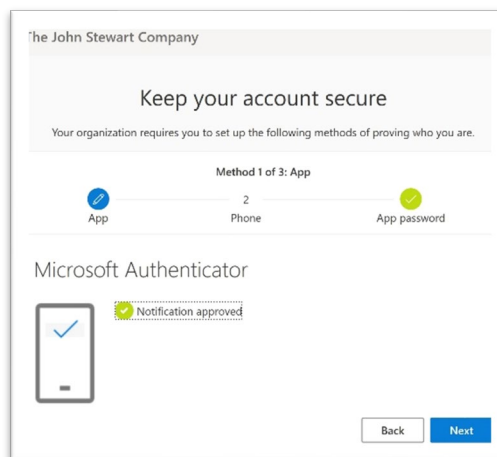 The John Stewart Company
Keep your account secure
Your organization requires you to set up the following methods of proving who you are.
Method 1 of 3: App
2
App
Phone
App password
Microsoft Authenticator
Notification approved
Back
Next